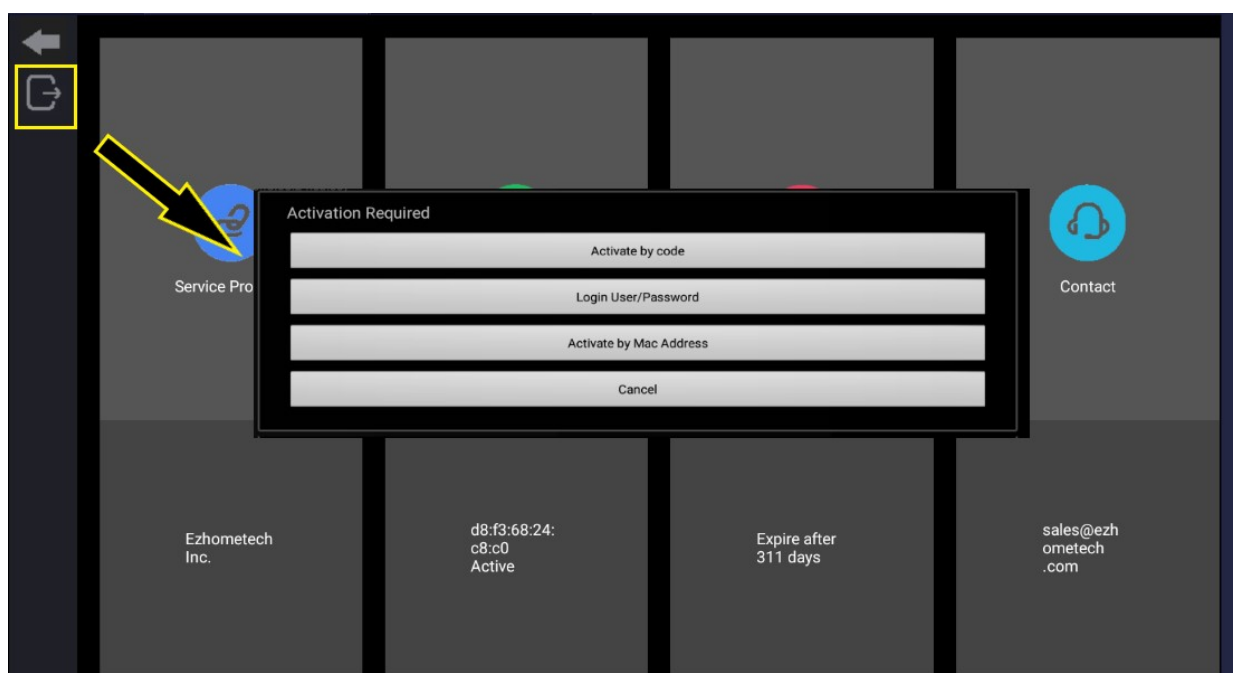 Activation Required
Activate by code
Login User/Password
Activate by Mac Address
Cancel
Service Pro
Contact
Ezhometech
Inc.
d8:f3:68:24:
c8:c0
Active
Expire after
311 days
sales@ezh
ometech
.com